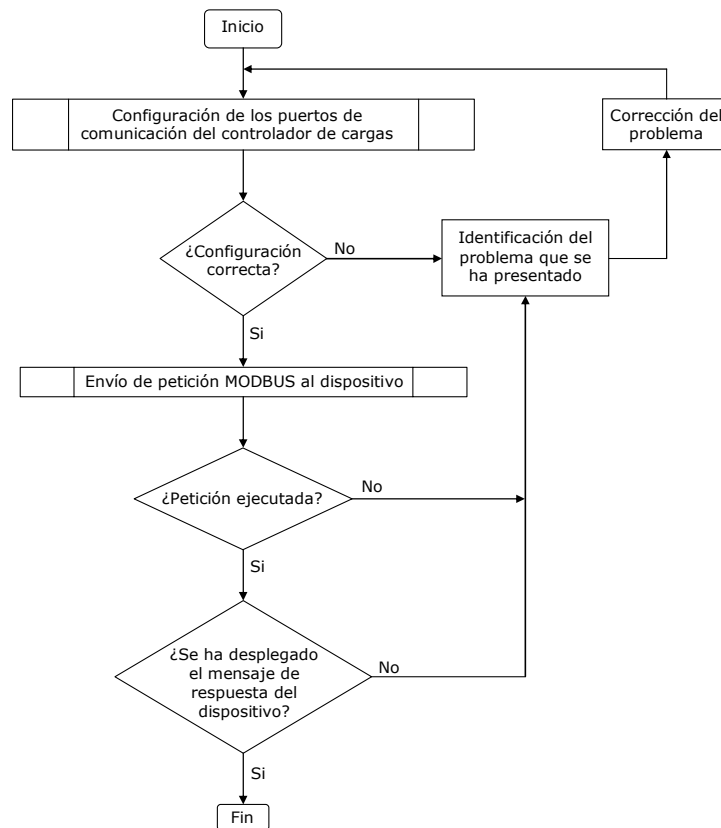 Inicio
Configuración de los puertos de
comunicación del controlador de cargas
Corrección del
problema
¿Configuración
correcta?
No
Identificación del
problema que se
ha presentado
Si
Envío de petición MODBUS al dispositivo
¿Petición ejecutada?
No
Si
¿Se ha desplegado
el mensaje de
respuesta del
dispositivo?
No
Si
Fin